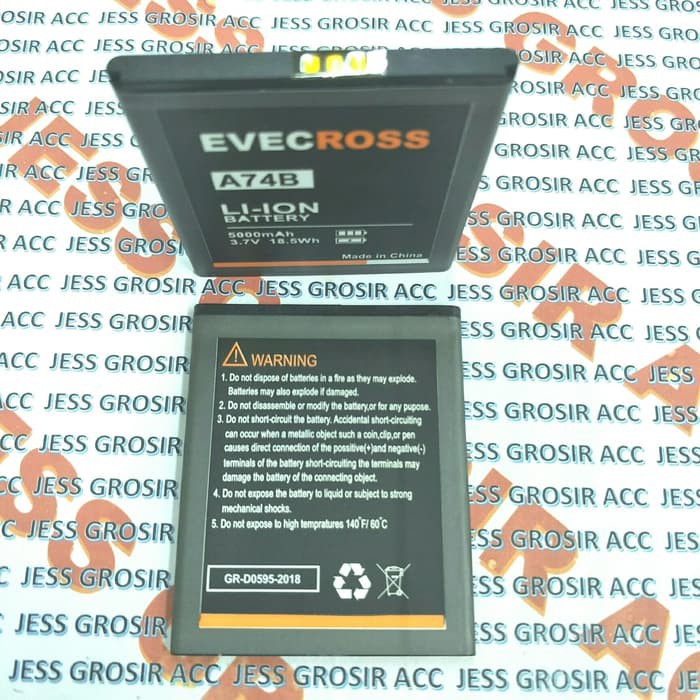 EVECROSS
A74B
LI-ION
BATTERY
5000mAh
3.7V 18.5Wh
Made in China
WARNING
1. Do not dispose of batteries in a fire as they may explode.
Batteries may also explode if damaged.
2. Do not disassemble or modify the battery,or for any pupose.
3. Do not short-circuit the battery. Accidental short-circuiting
can occur when a metallic object such a coin,clip,or pen
causes direct connection of the positive(+)and negative(-)
terminals of the battery short-circuiting the terminals may
damage the battery of the connecting object.
4. Do not expose the battery to liquid or subject to strong
mechanical shocks.
5. Do not expose to high tempratures 140°F/ 60°C
GR-D0595-2018
JESS GROSIR ACC JESS GROSIR ACC